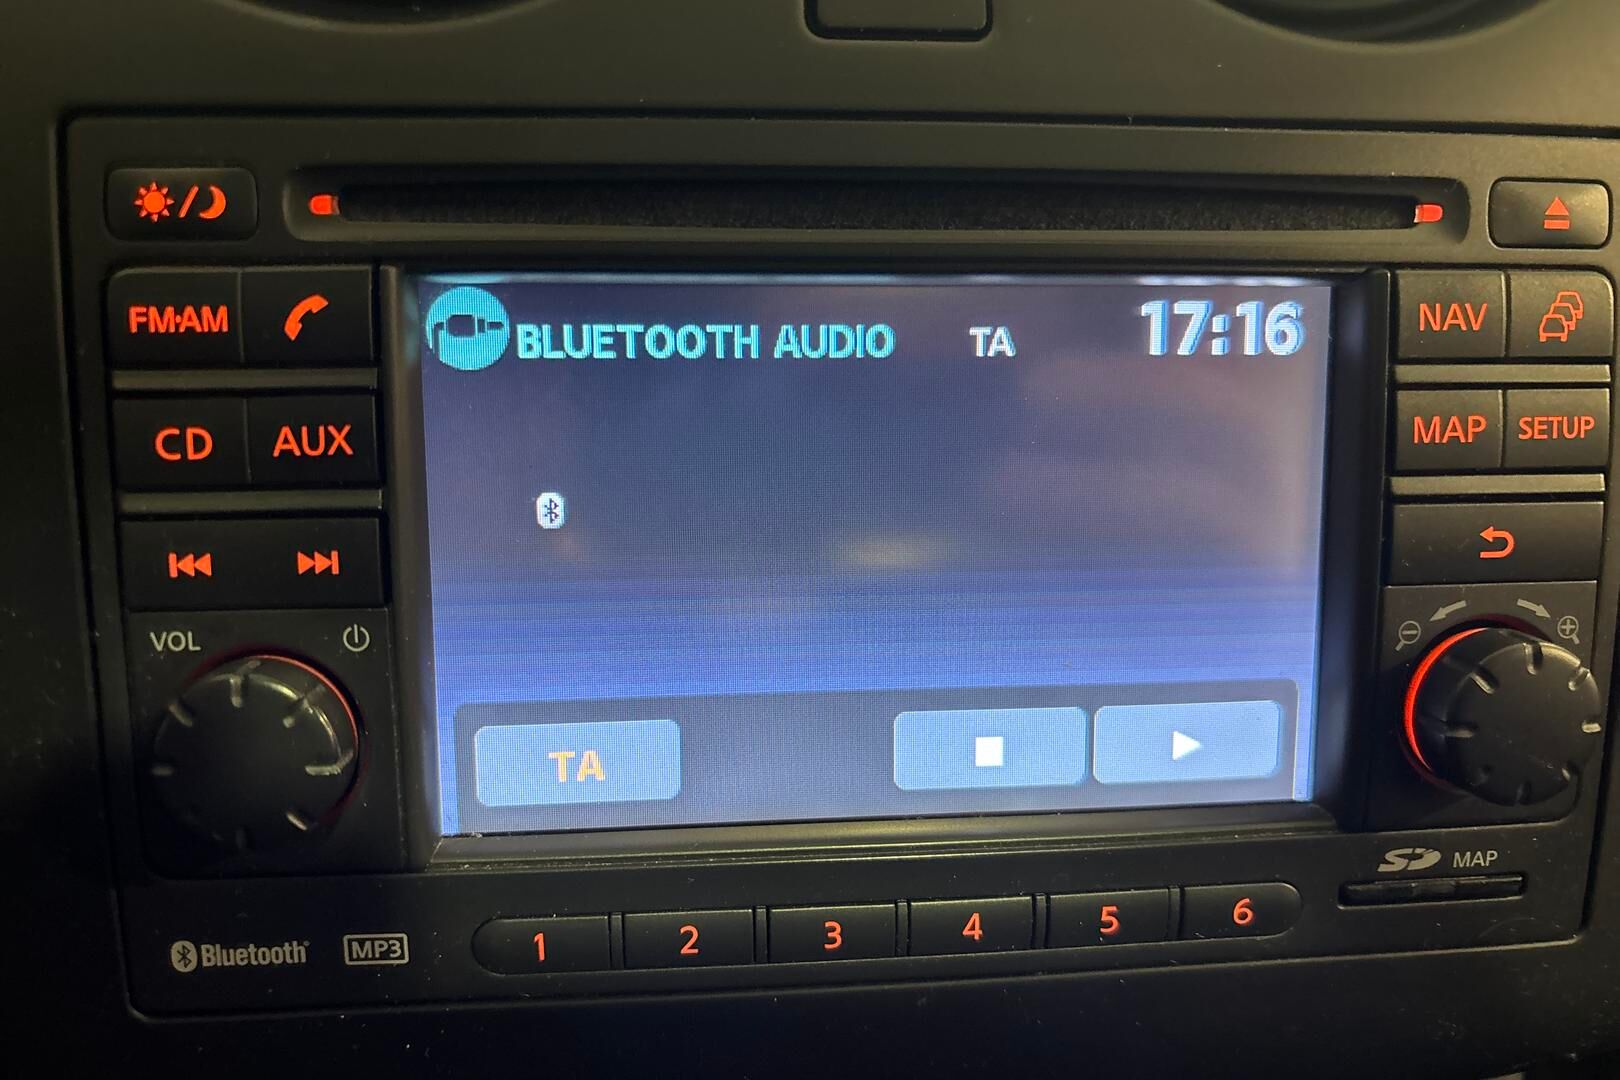 BLUETOOTH AUDIO TA 17:16
FM·AM
NAV
CD AUX
MAP SETUP
VOL
TA
SD MAP
Bluetooth MP3
1 2 3 4 5 6